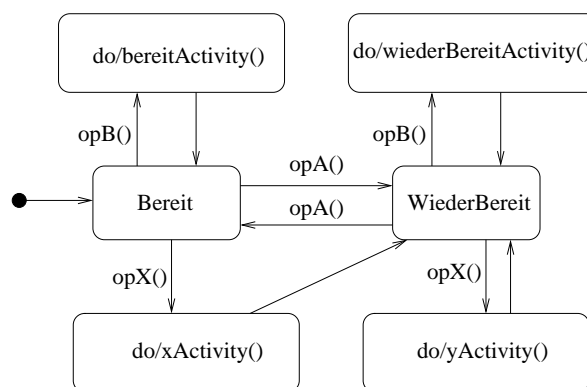 do/bereitActivity()
do/wiederBereitActivity()
opB()
opB()
opA()
Bereit
WiederBereit
opA()
opX()
opX()
do/xActivity()
do/yActivity()